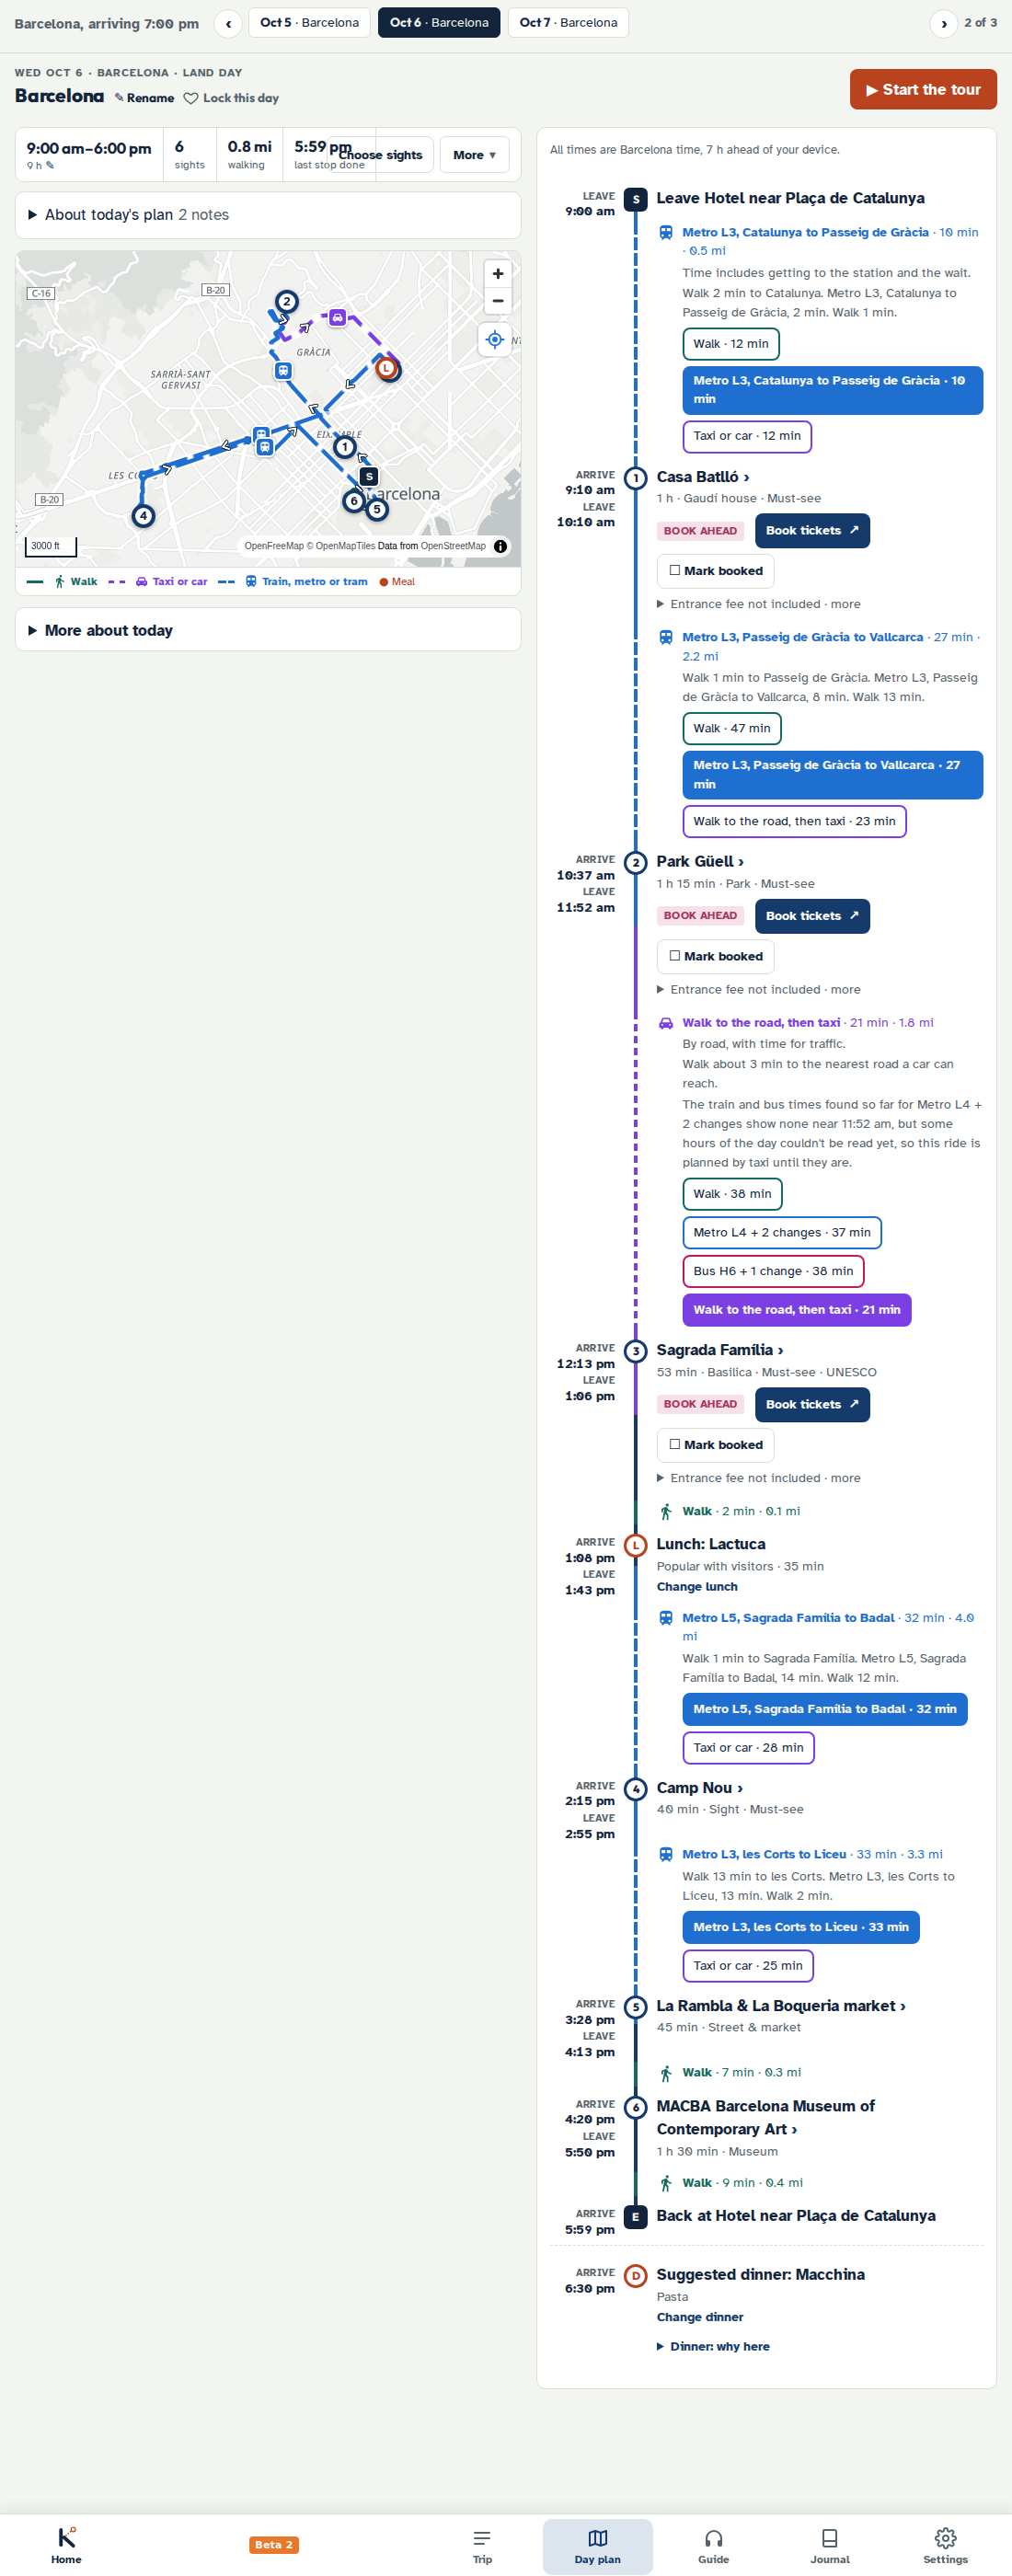 Barcelona, arriving 7:00 pm
‹
Oct 5 · Barcelona
Oct 6 · Barcelona
Oct 7 · Barcelona
›
2 of 3
WED OCT 6 · BARCELONA · LAND DAY
Barcelona
✎ Rename
Lock this day
▶ Start the tour
9:00 am–6:00 pm
9 h ✎
6
sights
0.8 mi
walking
5:59 pm
last stop done
Choose sights
More ▾
▶ About today's plan 2 notes
C-16
B-20
2
GRÀCIA
SARRIÀ-SANT
GERVASI
L
1
S
LES CO
Barcelona
B-20
4
6
5
3000 ft
OpenFreeMap © OpenMapTiles Data from OpenStreetMap
Walk
Taxi or car
Train, metro or tram
Meal
▶ More about today
All times are Barcelona time, 7 h ahead of your device.
LEAVE
9:00 am
S
Leave Hotel near Plaça de Catalunya
Metro L3, Catalunya to Passeig de Gràcia · 10 min
· 0.5 mi
Time includes getting to the station and the wait.
Walk 2 min to Catalunya. Metro L3, Catalunya to
Passeig de Gràcia, 2 min. Walk 1 min.
Walk · 12 min
Metro L3, Catalunya to Passeig de Gràcia · 10
min
Taxi or car · 12 min
ARRIVE
9:10 am
LEAVE
10:10 am
1
Casa Batlló ›
1 h · Gaudí house · Must-see
BOOK AHEAD
Book tickets ↗
☐ Mark booked
▶ Entrance fee not included · more
Metro L3, Passeig de Gràcia to Vallcarca · 27 min ·
2.2 mi
Walk 1 min to Passeig de Gràcia. Metro L3, Passeig
de Gràcia to Vallcarca, 8 min. Walk 13 min.
Walk · 47 min
Metro L3, Passeig de Gràcia to Vallcarca · 27
min
Walk to the road, then taxi · 23 min
ARRIVE
10:37 am
LEAVE
11:52 am
2
Park Güell ›
1 h 15 min · Park · Must-see
BOOK AHEAD
Book tickets ↗
☐ Mark booked
▶ Entrance fee not included · more
Walk to the road, then taxi · 21 min · 1.8 mi
By road, with time for traffic.
Walk about 3 min to the nearest road a car can
reach.
The train and bus times found so far for Metro L4 +
2 changes show none near 11:52 am, but some
hours of the day couldn't be read yet, so this ride is
planned by taxi until they are.
Walk · 38 min
Metro L4 + 2 changes · 37 min
Bus H6 + 1 change · 38 min
Walk to the road, then taxi · 21 min
ARRIVE
12:13 pm
LEAVE
1:06 pm
3
Sagrada Família ›
53 min · Basilica · Must-see · UNESCO
BOOK AHEAD
Book tickets ↗
☐ Mark booked
▶ Entrance fee not included · more
Walk · 2 min · 0.1 mi
ARRIVE
1:08 pm
LEAVE
1:43 pm
L
Lunch: Lactuca
Popular with visitors · 35 min
Change lunch
Metro L5, Sagrada Família to Badal · 32 min · 4.0
mi
Walk 1 min to Sagrada Família. Metro L5, Sagrada
Família to Badal, 14 min. Walk 12 min.
Metro L5, Sagrada Família to Badal · 32 min
Taxi or car · 28 min
ARRIVE
2:15 pm
LEAVE
2:55 pm
4
Camp Nou ›
40 min · Sight · Must-see
Metro L3, les Corts to Liceu · 33 min · 3.3 mi
Walk 13 min to les Corts. Metro L3, les Corts to
Liceu, 13 min. Walk 2 min.
Metro L3, les Corts to Liceu · 33 min
Taxi or car · 25 min
ARRIVE
3:28 pm
LEAVE
4:13 pm
5
La Rambla & La Boqueria market ›
45 min · Street & market
Walk · 7 min · 0.3 mi
ARRIVE
4:20 pm
LEAVE
5:50 pm
6
MACBA Barcelona Museum of
Contemporary Art ›
1 h 30 min · Museum
Walk · 9 min · 0.4 mi
ARRIVE
5:59 pm
E
Back at Hotel near Plaça de Catalunya
ARRIVE
6:30 pm
D
Suggested dinner: Macchina
Pasta
Change dinner
▶ Dinner: why here
Home
Beta 2
Trip
Day plan
Guide
Journal
Settings